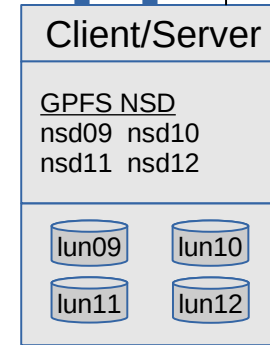 Client/Server
GPFS NSD
nsd09 nsd10
nsd11 nsd12
lun09 lun10
lun11 lun12